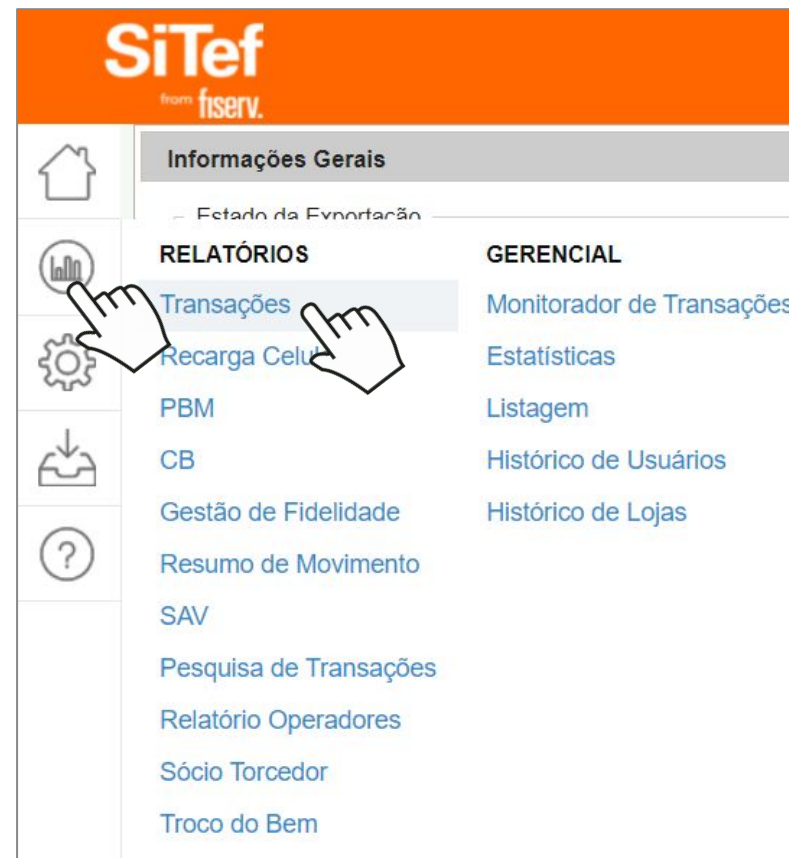 SiTef
from fiserv.
Informações Gerais
Estado da Exportação
RELATÓRIOS
Transações
Recarga Celul
PBM
CB
Gestão de Fidelidade
Resumo de Movimento
SAV
Pesquisa de Transações
Relatório Operadores
Sócio Torcedor
Troco do Bem
GERENCIAL
Monitorador de Transações
Estatísticas
Listagem
Histórico de Usuários
Histórico de Lojas
?